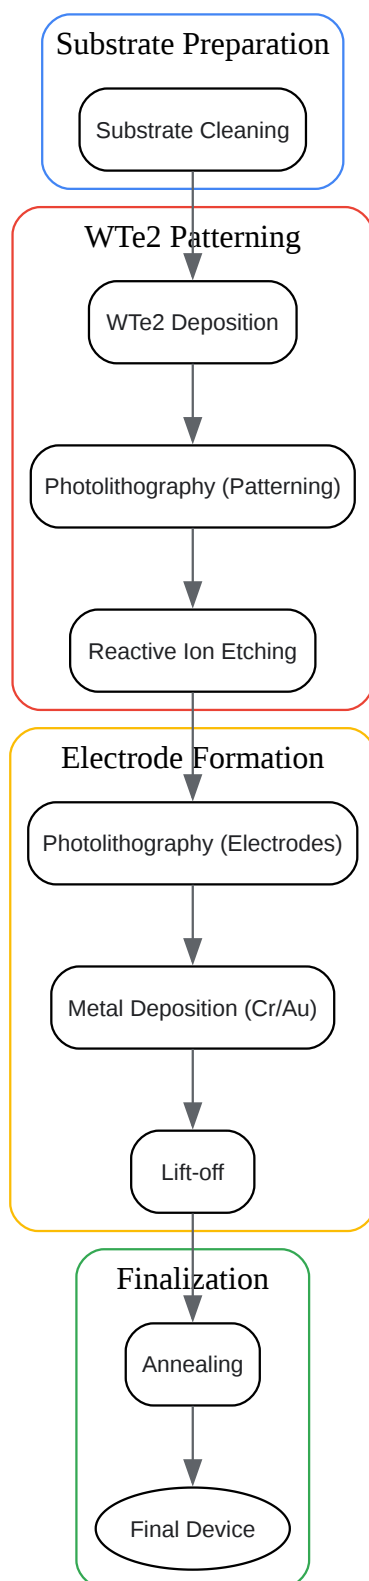 Substrate Preparation
Substrate Cleaning
WTe2 Patterning
WTe2 Deposition
Photolithography (Patterning)
Reactive Ion Etching
Electrode Formation
Photolithography (Electrodes)
Metal Deposition (Cr/Au)
Lift-off
Finalization
Annealing
Final Device